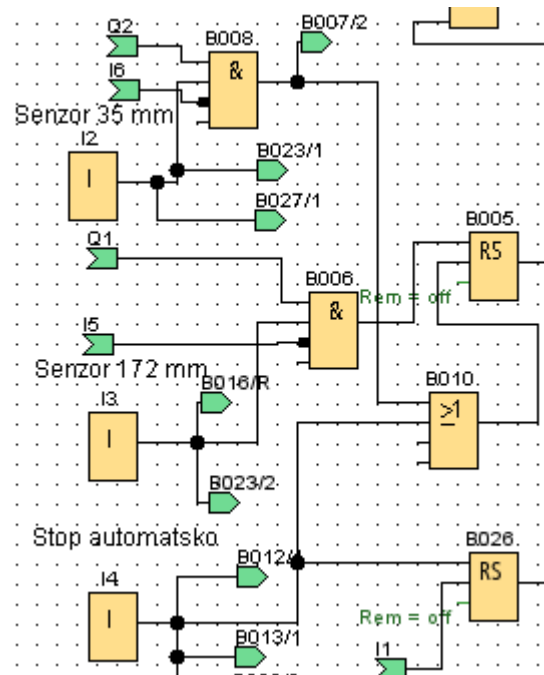 Q2
B007/2
B008
&
I6
Senzor 35 mm
I2
I
B023/1
B027/1
Q1
B005
RS
B006
Rem = off
&
I5
Senzor 172 mm
B016/R
B010
≥1
I3
I
B023/2
Stop automatsko
B026
RS
B012/
I4
I
Rem = off
B013/1
I1